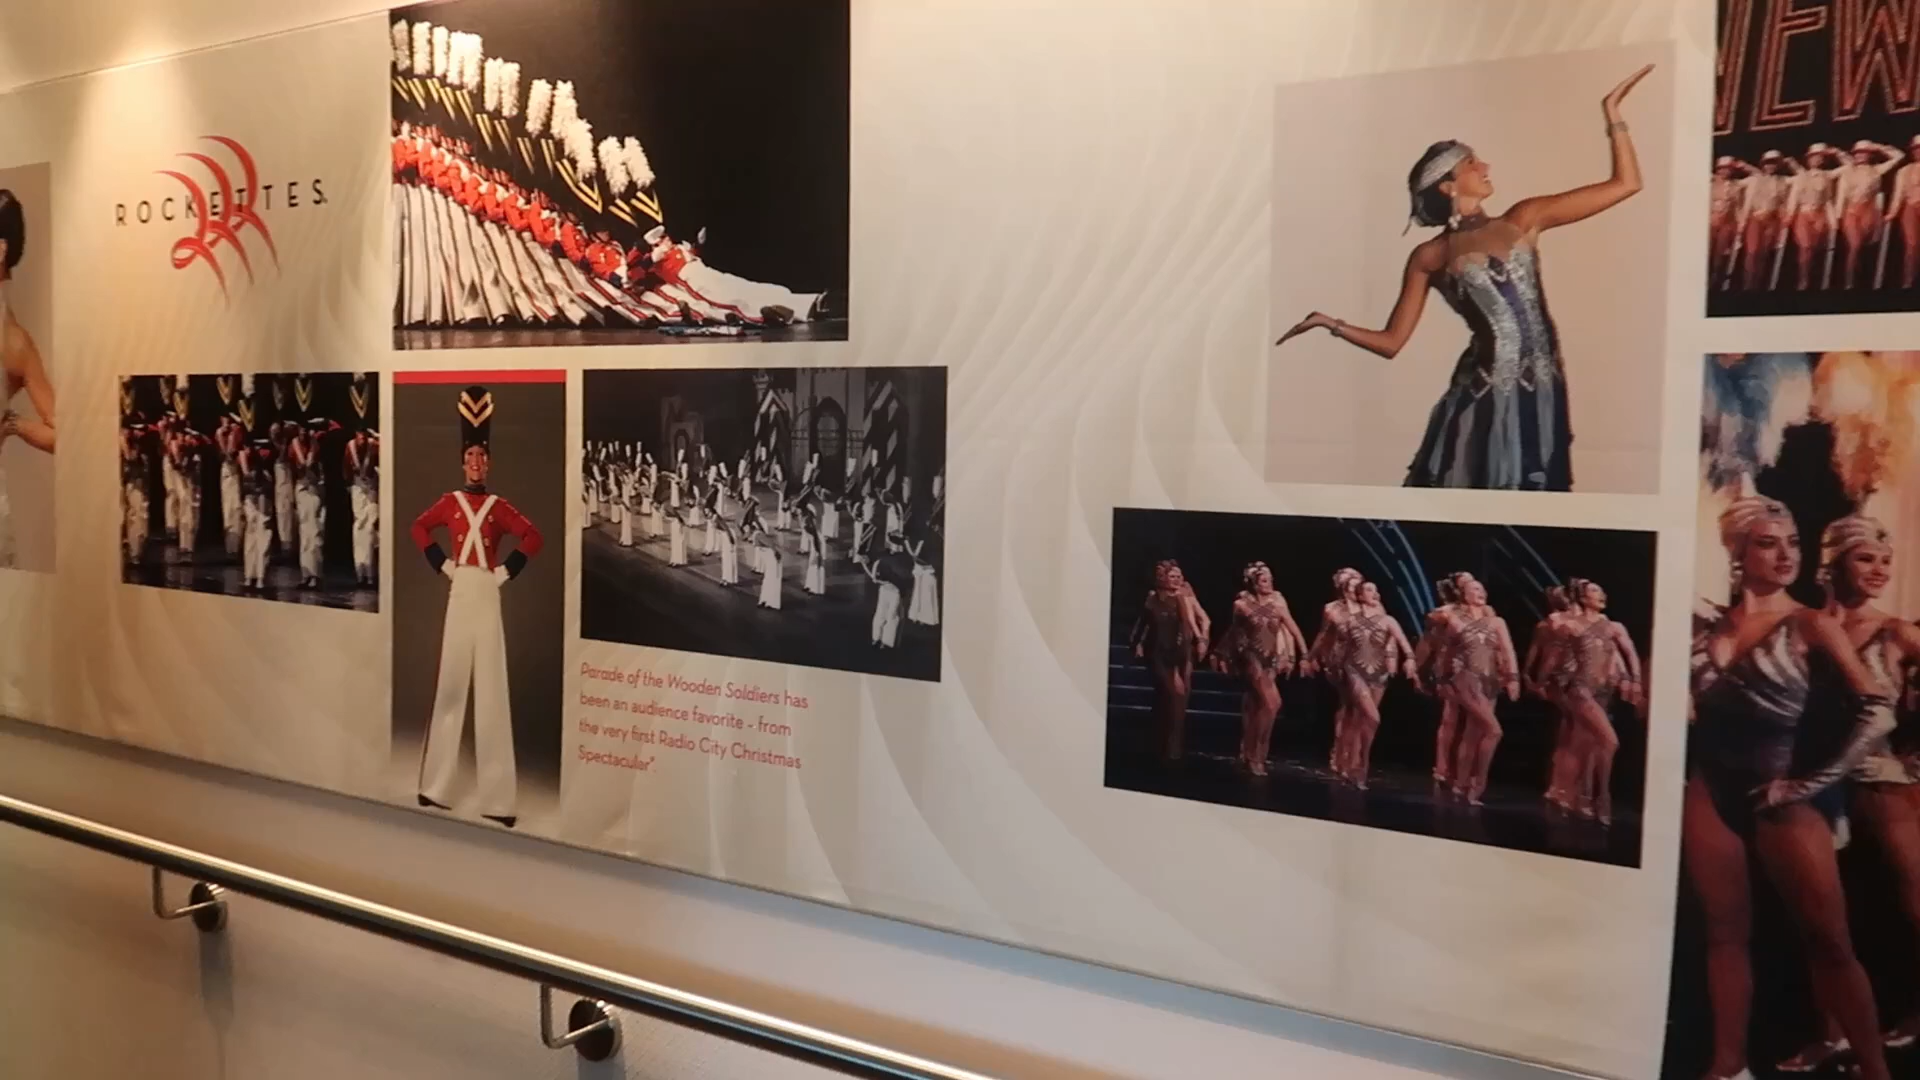 ROCKETTES
Parade of the Wooden Soldiers has
been an audience favorite - from
the very first Radio City Christmas
Spectacular®.